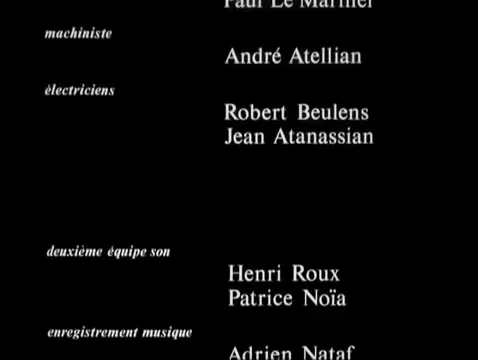 Paul Le Marinel
machiniste
André Atellian
électriciens
Robert Beulens
Jean Atanassian
deuxième équipe son
Henri Roux
Patrice Noïa
enregistrement musique
Adrien Nataf